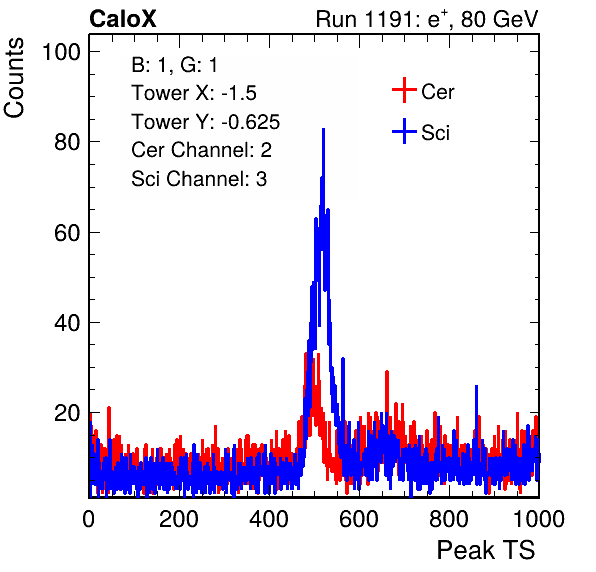 CaloX Run 1191: e⁺, 80 GeV
Counts
100
80
60
40
20
B: 1, G: 1
Tower X: -1.5
Tower Y: -0.625
Cer Channel: 2
Sci Channel: 3
Cer
Sci
0 200 400 600 800 1000
Peak TS